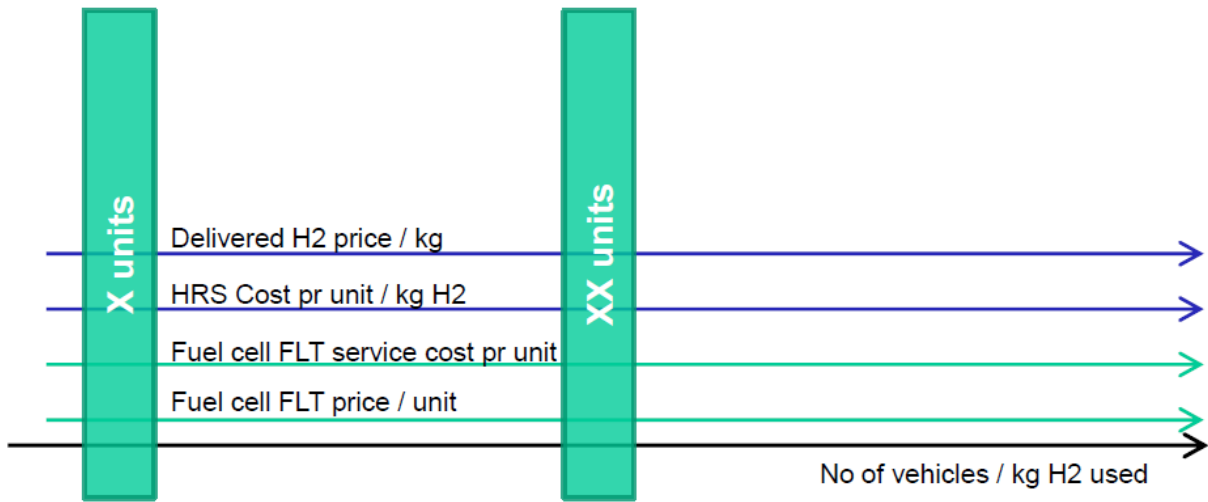 X units
XX units
Delivered H2 price / kg
HRS Cost pr unit / kg H2
Fuel cell FLT service cost pr unit
Fuel cell FLT price / unit
No of vehicles / kg H2 used